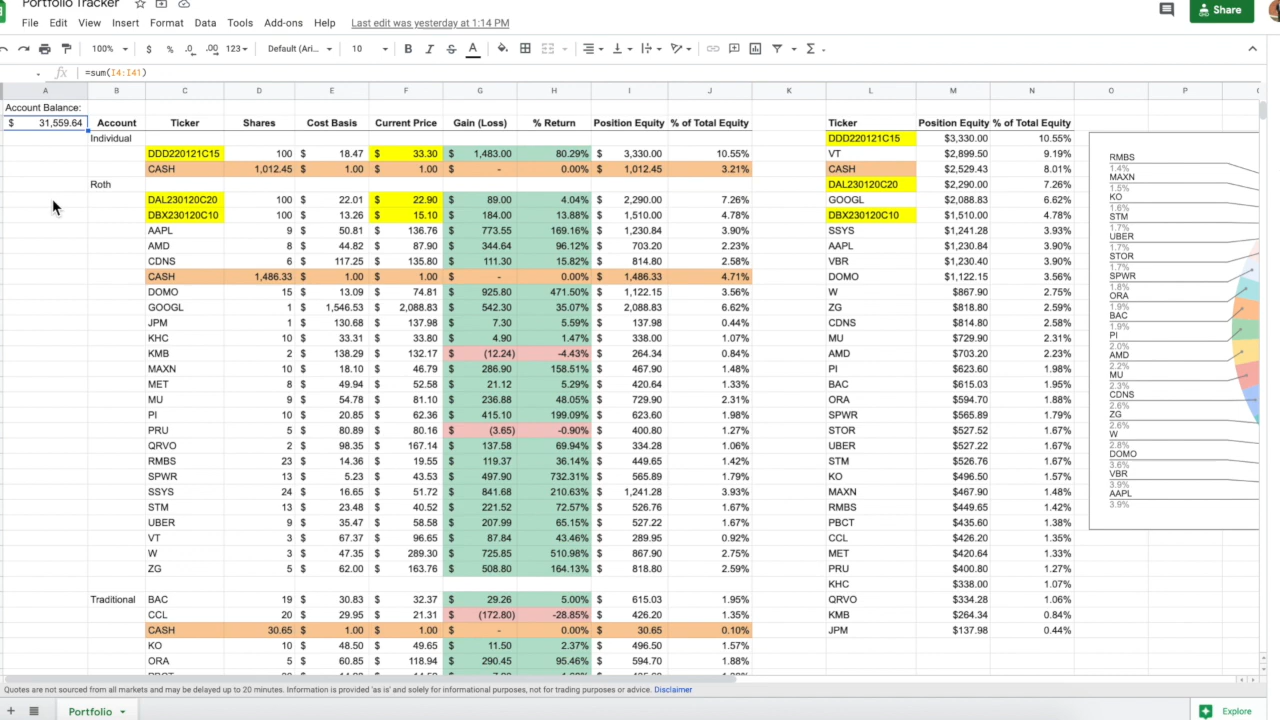 Portfolio Tracker
Share
File Edit View Insert Format Data Tools Add-ons Help Last edit was yesterday at 1:14 PM
100% $ % .0 .00 123 Default (Ari... 10 B I S A
fx =sum(I4:I41)
A B C D E F G H I J K L M N O P
Account Balance:
$ 31,559.64 Account Ticker Shares Cost Basis Current Price Gain (Loss) % Return Position Equity % of Total Equity Ticker Position Equity % of Total Equity
Individual DDD220121C15 $3,330.00 10.55%
DDD220121C15 100 $ 18.47 $ 33.30 $ 1,483.00 80.29% $ 3,330.00 10.55% VT $2,899.50 9.19% RMBS
1.4%
CASH 1,012.45 $ 1.00 $ 1.00 $ - 0.00% $ 1,012.45 3.21% CASH $2,529.43 8.01% MAXN
1.5%
Roth DAL230120C20 $2,290.00 7.26%
DAL230120C20 100 $ 22.01 $ 22.90 $ 89.00 4.04% $ 2,290.00 7.26% GOOGL $2,088.83 6.62% KO
1.6%
DBX230120C10 100 $ 13.26 $ 15.10 $ 184.00 13.88% $ 1,510.00 4.78% DBX230120C10 $1,510.00 4.78% STM
1.7%
AAPL 9 $ 50.81 $ 136.76 $ 773.55 169.16% $ 1,230.84 3.90% SSYS $1,241.28 3.93% UBER
1.7%
AMD 8 $ 44.82 $ 87.90 $ 344.64 96.12% $ 703.20 2.23% AAPL $1,230.84 3.90%
CDNS 6 $ 117.25 $ 135.80 $ 111.30 15.82% $ 814.80 2.58% VBR $1,230.40 3.90% STOR
1.7%
CASH 1,486.33 $ 1.00 $ 1.00 $ - 0.00% $ 1,486.33 4.71% DOMO $1,122.15 3.56% SPWR
1.8%
DOMO 15 $ 13.09 $ 74.81 $ 925.80 471.50% $ 1,122.15 3.56% W $867.90 2.75% ORA
1.9%
GOOGL 1 $ 1,546.53 $ 2,088.83 $ 542.30 35.07% $ 2,088.83 6.62% ZG $818.80 2.59% BAC
1.9%
JPM 1 $ 130.68 $ 137.98 $ 7.30 5.59% $ 137.98 0.44% CDNS $814.80 2.58%
KHC 10 $ 33.31 $ 33.80 $ 4.90 1.47% $ 338.00 1.07% MU $729.90 2.31% PI
2.0%
KMB 2 $ 138.29 $ 132.17 $ (12.24) -4.43% $ 264.34 0.84% AMD $703.20 2.23% AMD
2.2%
MAXN 10 $ 18.10 $ 46.79 $ 286.90 158.51% $ 467.90 1.48% PI $623.60 1.98% MU
2.3%
MET 8 $ 49.94 $ 52.58 $ 21.12 5.29% $ 420.64 1.33% BAC $615.03 1.95%
MU 9 $ 54.78 $ 81.10 $ 236.88 48.05% $ 729.90 2.31% ORA $594.70 1.88% CDNS
2.6%
PI 10 $ 20.85 $ 62.36 $ 415.10 199.09% $ 623.60 1.98% SPWR $565.89 1.79% ZG
2.6%
PRU 5 $ 80.89 $ 80.16 $ (3.65) -0.90% $ 400.80 1.27% STOR $527.52 1.67% W
2.8%
QRVO 2 $ 98.35 $ 167.14 $ 137.58 69.94% $ 334.28 1.06% UBER $527.22 1.67% DOMO
3.6%
RMBS 23 $ 14.36 $ 19.55 $ 119.37 36.14% $ 449.65 1.42% STM $526.76 1.67%
SPWR 13 $ 5.23 $ 43.53 $ 497.90 732.31% $ 565.89 1.79% KO $496.50 1.57% VBR
3.9%
SSYS 24 $ 16.65 $ 51.72 $ 841.68 210.63% $ 1,241.28 3.93% MAXN $467.90 1.48% AAPL
3.9%
STM 13 $ 23.48 $ 40.52 $ 221.52 72.57% $ 526.76 1.67% RMBS $449.65 1.42%
UBER 9 $ 35.47 $ 58.58 $ 207.99 65.15% $ 527.22 1.67% PBCT $435.60 1.38%
VT 3 $ 67.37 $ 96.65 $ 87.84 43.46% $ 289.95 0.92% CCL $426.20 1.35%
W 3 $ 47.35 $ 289.30 $ 725.85 510.98% $ 867.90 2.75% MET $420.64 1.33%
ZG 5 $ 62.00 $ 163.76 $ 508.80 164.13% $ 818.80 2.59% PRU $400.80 1.27%
KHC $338.00 1.07%
Traditional BAC 19 $ 30.83 $ 32.37 $ 29.26 5.00% $ 615.03 1.95% QRVO $334.28 1.06%
CCL 20 $ 29.95 $ 21.31 $ (172.80) -28.85% $ 426.20 1.35% KMB $264.34 0.84%
CASH 30.65 $ 1.00 $ 1.00 $ - 0.00% $ 30.65 0.10% JPM $137.98 0.44%
KO 10 $ 48.50 $ 49.65 $ 11.50 2.37% $ 496.50 1.57%
ORA 5 $ 60.85 $ 118.94 $ 290.45 95.46% $ 594.70 1.88%
Quotes are not sourced from all markets and may be delayed up to 20 minutes. Information is provided 'as is' and solely for informational purposes, not for trading purposes or advice. Disclaimer
Portfolio Explore